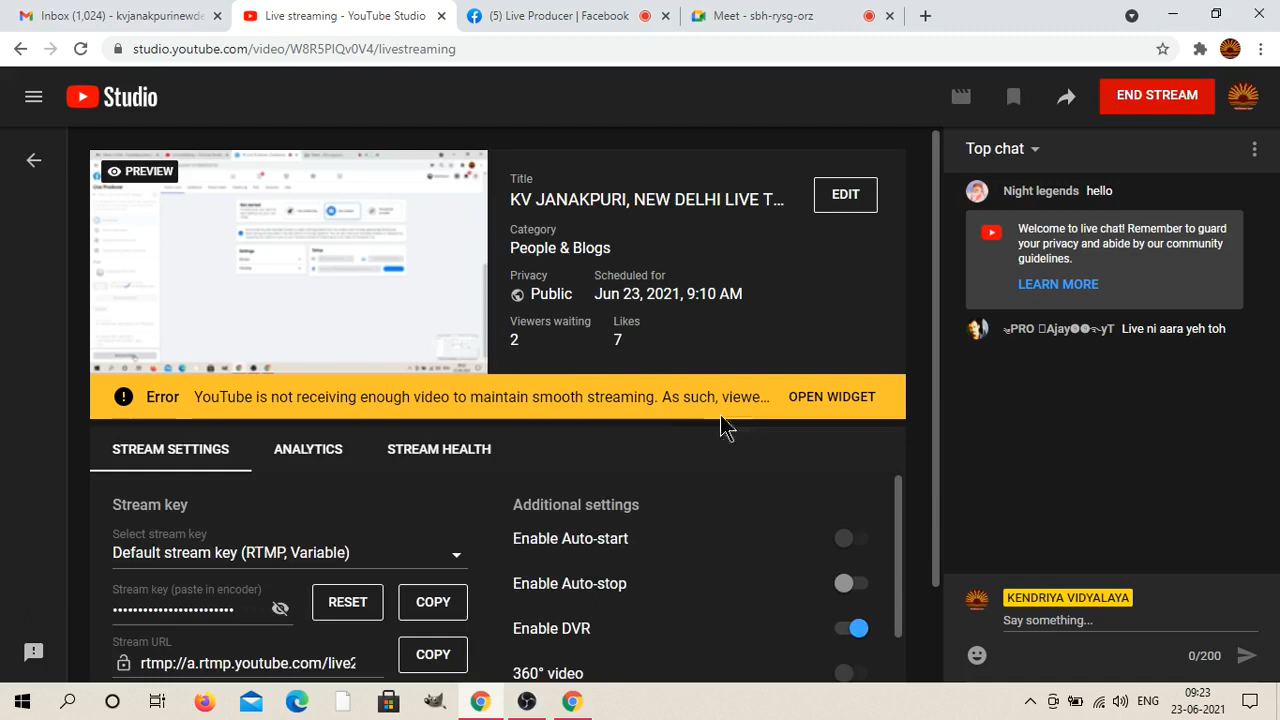 Inbox (1,024) - kvjanakpurinewde
Live streaming - YouTube Studio
(5) Live Producer | Facebook
Meet - sbh-rysg-orz
studio.youtube.com/video/W8R5PlQv0V4/livestreaming
Studio
END STREAM
PREVIEW
Title
KV JANAKPURI, NEW DELHI LIVE T...
EDIT
Category
People & Blogs
Privacy
Scheduled for
Public
Jun 23, 2021, 9:10 AM
Viewers waiting
Likes
2
7
Error YouTube is not receiving enough video to maintain smooth streaming. As such, viewe... OPEN WIDGET
STREAM SETTINGS
ANALYTICS
STREAM HEALTH
Stream key
Select stream key
Default stream key (RTMP, Variable)
Stream key (paste in encoder)
RESET
COPY
Stream URL
rtmp://a.rtmp.youtube.com/live2
COPY
Additional settings
Enable Auto-start
Enable Auto-stop
Enable DVR
360° video
Top chat
Night legends hello
Welcome to live chat! Remember to guard
your privacy and abide by our community
guidelines.
LEARN MORE
PRO Ajay yT Live ni aara yeh toh
KENDRIYA VIDYALAYA
Say something...
0/200
ENG
09:23
23-06-2021